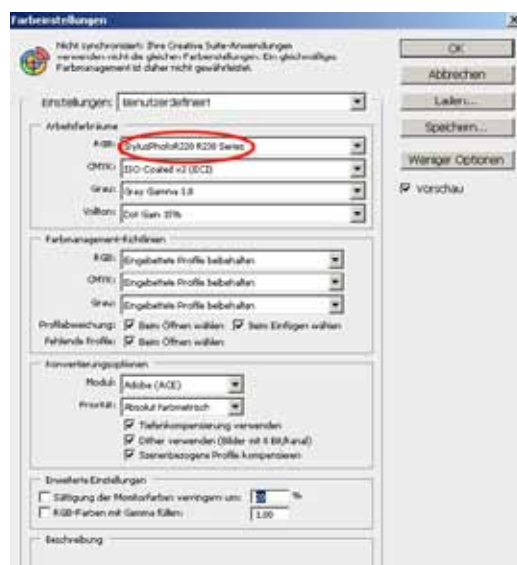 Farbeinstellungen
Nicht synchronisiert: Ihre Creative Suite-Anwendungen
verwenden nicht die gleichen Farbeinstellungen. Ein gleichmäßiges
Farbmanagement ist daher nicht gewährleistet.
OK
Abbrechen
Laden...
Speichern...
Weniger Optionen
Vorschau
Einstellungen: Benutzerdefiniert
Arbeitsfarbräume
RGB: StylusPhotoR220 R230 Series
CMYK: ISO Coated v2 (ECI)
Grau: Gray Gamma 1.8
Vollton: Dot Gain 15%
Farbmanagement-Richtlinien
RGB: Eingebettete Profile beibehalten
CMYK: Eingebettete Profile beibehalten
Grau: Eingebettete Profile beibehalten
Profilabweichung: Beim Öffnen wählen Beim Einfügen wählen
Fehlende Profile: Beim Öffnen wählen
Konvertierungsoptionen
Modul: Adobe (ACE)
Priorität: Absolut farbmetrisch
Tiefenkompensierung verwenden
Dither verwenden (Bilder mit 8 Bit/Kanal)
Szenenbezogene Profile kompensieren
Erweiterte Einstellungen
Sättigung der Monitorfarben verringern um: 20 %
RGB-Farben mit Gamma füllen: 1.00
Beschreibung